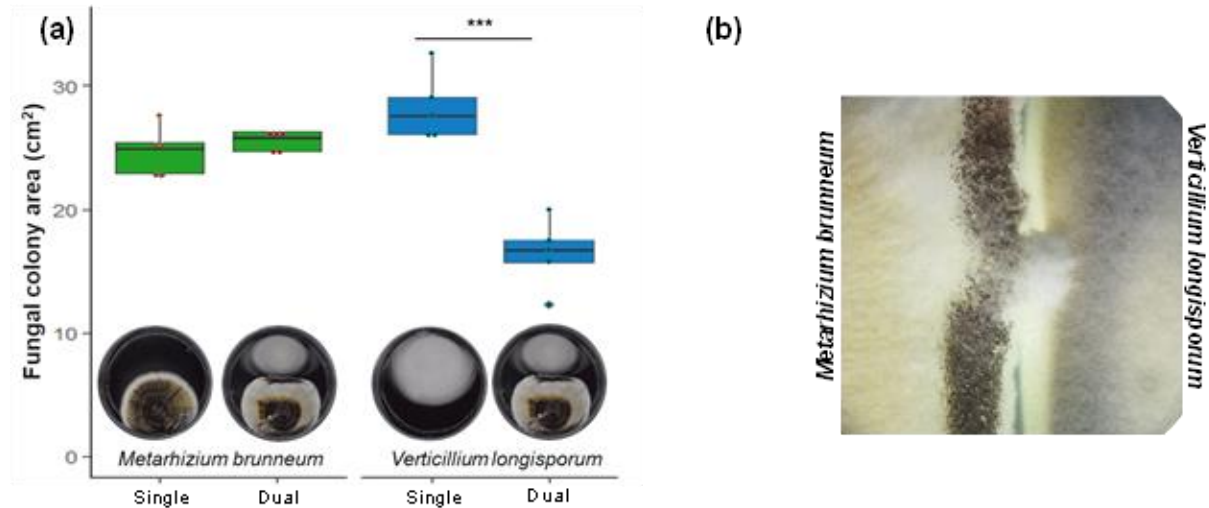 (a)
***
Fungal colony area (cm²)
30
20
10
0
Metarhizium brunneum
Verticillium longisporum
Single
Dual
Single
Dual
(b)
Metarhizium brunneum
Verticillium longisporum